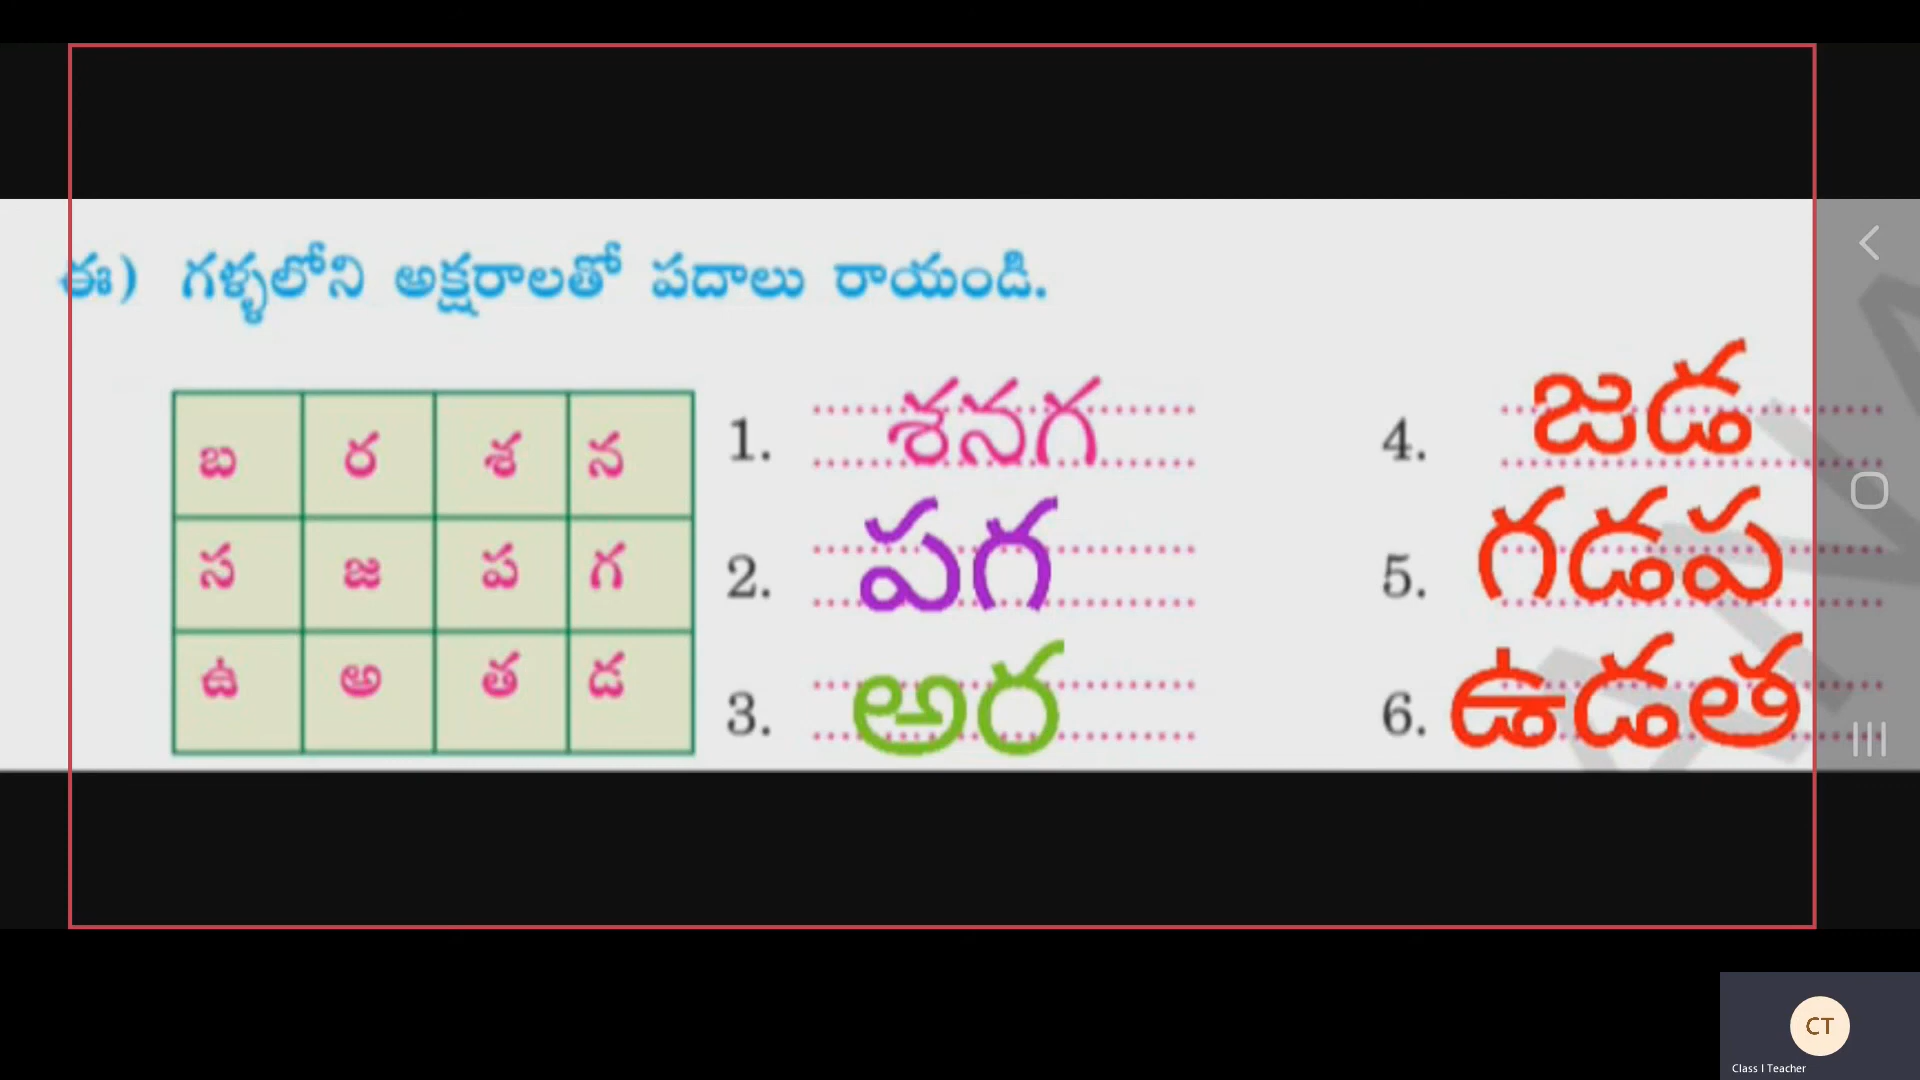 ఈ) గళ్ళలోని అక్షరాలతో పదాలు రాయండి.
బ ర శ న
స జ ప గ
ఉ అ త డ
1. శనగ
2. పగ
3. అర
4. జడ
5. గడప
6. ఉడత
CT
Class I Teacher